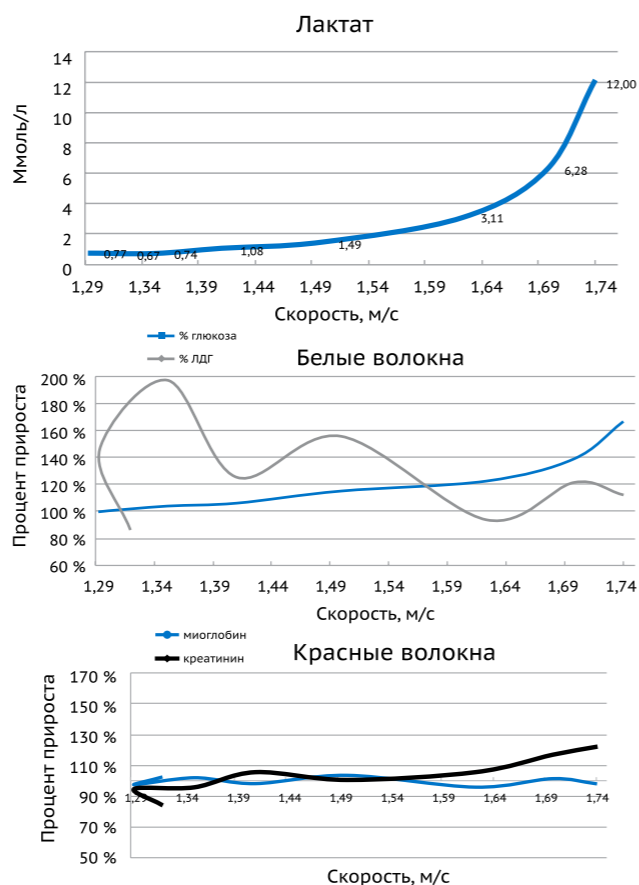 Лактат
Ммоль/л
14
12
10
8
6
4
2
0
0,77
0,67
0,74
1,08
1,49
3,11
6,28
12,00
1,29 1,34 1,39 1,44 1,49 1,54 1,59 1,64 1,69 1,74
Скорость, м/с
% глюкоза
% ЛДГ
Белые волокна
Процент прироста
200 %
180 %
160 %
140 %
120 %
100 %
80 %
60 %
1,29 1,34 1,39 1,44 1,49 1,54 1,59 1,64 1,69 1,74
Скорость, м/с
миоглобин
креатинин
Красные волокна
Процент прироста
170 %
150 %
130 %
110 %
90 %
70 %
50 %
1,29 1,34 1,39 1,44 1,49 1,54 1,59 1,64 1,69 1,74
Скорость, м/с